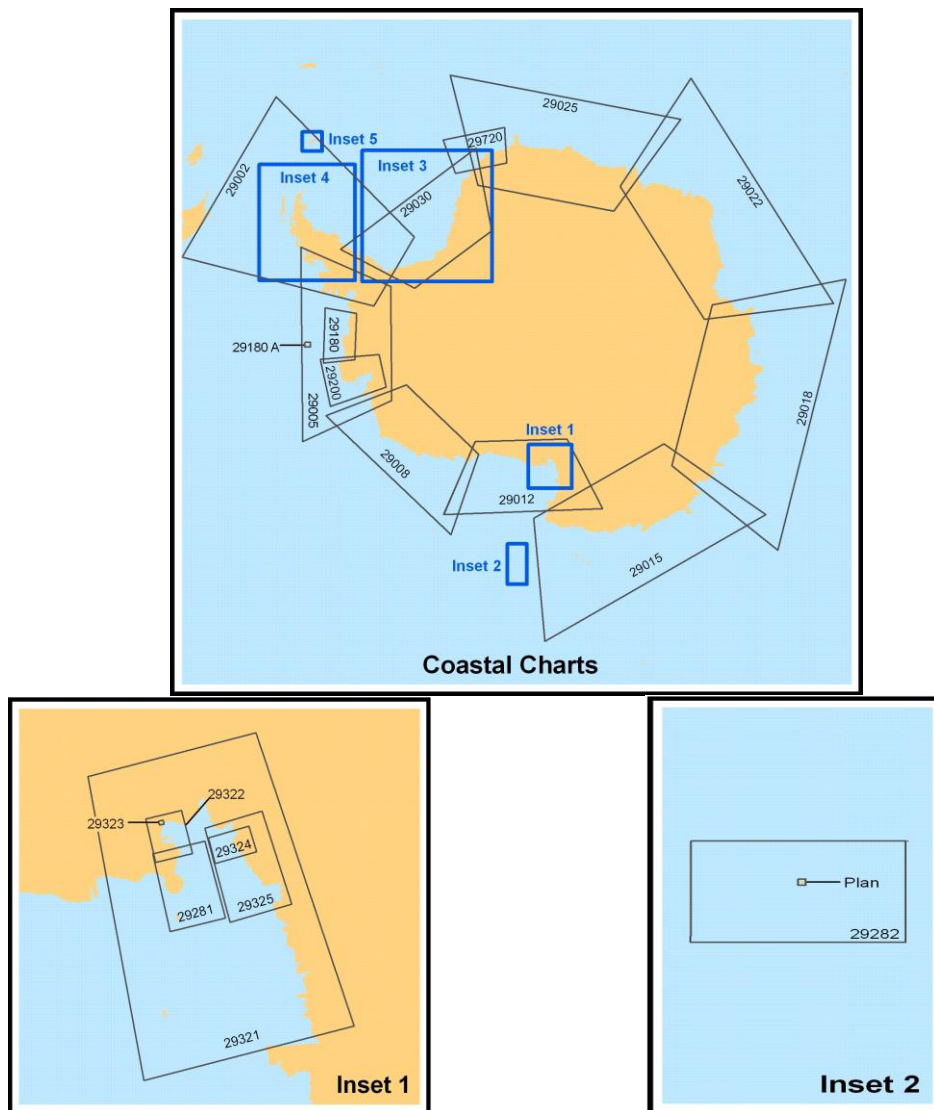 29025
29720
Inset 5
Inset 3
Inset 4
29002
29030
29022
29180 A
29180
29200
29005
29018
Inset 1
29008
29012
Inset 2
29015
Coastal Charts
29322
29323
29324
29281
29325
29321
Inset 1
Plan
29282
Inset 2